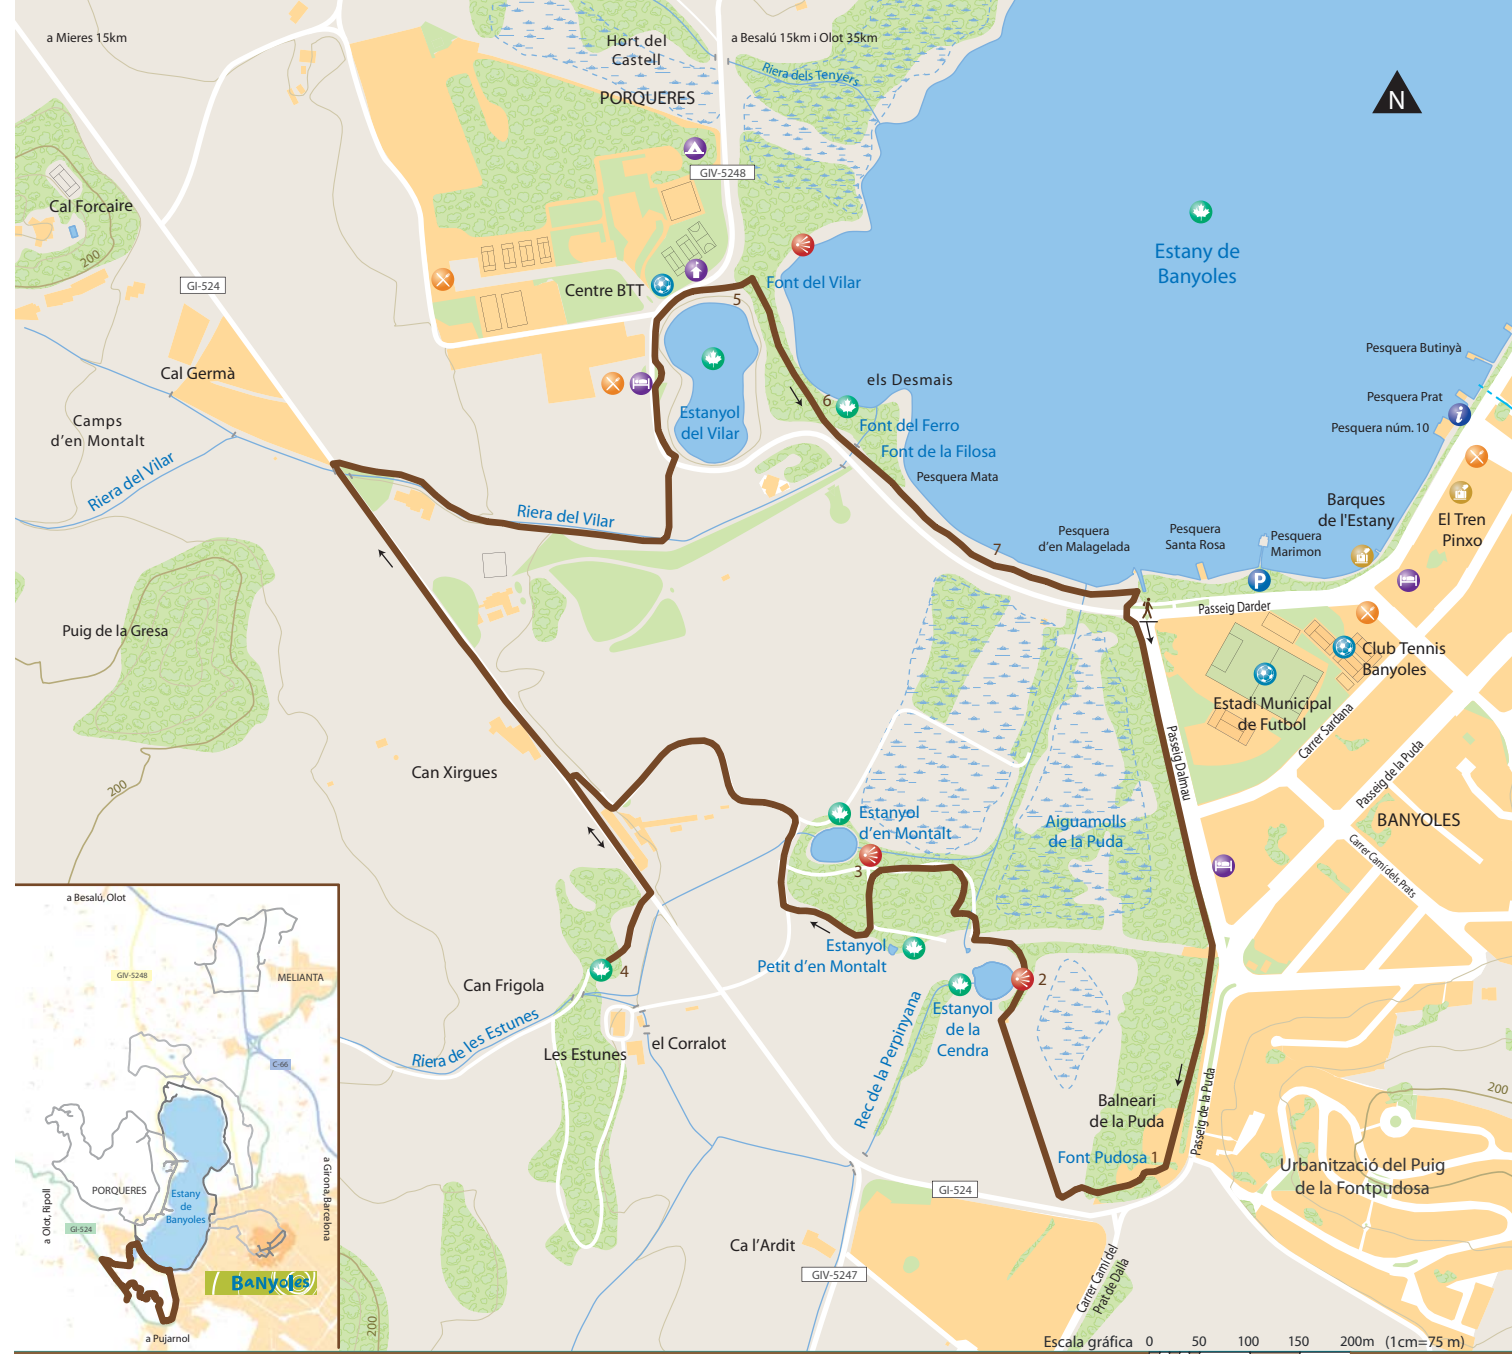 a Mieres 15km
Hort del
Castell
a Besalú 15km i Olot 35km
Riera dels Tenyers
PORQUERES
N
GIV-5248
Cal Forcaire
200
Estany de
Banyoles
GI-524
Centre BTT
5
Font del Vilar
Pesquera Butinyà
Cal Germà
els Desmais
Pesquera Prat
6
Camps
d'en Montalt
Estanyol
del Vilar
Font del Ferro
Font de la Filosa
i
Pesquera núm. 10
Riera del Vilar
Pesquera Mata
Barques
de l'Estany
El Tren
Pinxo
Riera del Vilar
Pesquera
d'en Malagelada
Pesquera
Santa Rosa
Pesquera
Marimon
7
P
Passeig Darder
Puig de la Gresa
Club Tennis
Banyoles
Estadi Municipal
de Futbol
Carrer Sardana
Passeig Dalmau
Passeig de la Puda
Can Xirgues
200
Estanyol
d'en Montalt
Aiguamolls
de la Puda
BANYOLES
Carrer Camí dels Prats
3
Estanyol
Petit d'en Montalt
4
2
Can Frigola
Estanyol
de la
Cendra
Rec de la Perpinyana
Riera de les Estunes
Les Estunes
el Corralot
Balneari
de la Puda
Passeig de la Puda
200
Font Pudosa 1
Urbanització del Puig
de la Fontpudosa
GI-524
Ca l'Ardit
GIV-5247
Carrer Camí del
Prat de Dalla
200
Escala gráfica 0 50 100 150 200m (1cm=75 m)
a Besalú, Olot
GIV-5248
MELIANTA
C-66
PORQUERES
Estany
de
Banyoles
a Olot, Ripoll
GI-524
a Girona, Barcelona
Banyoles
a Pujarnol